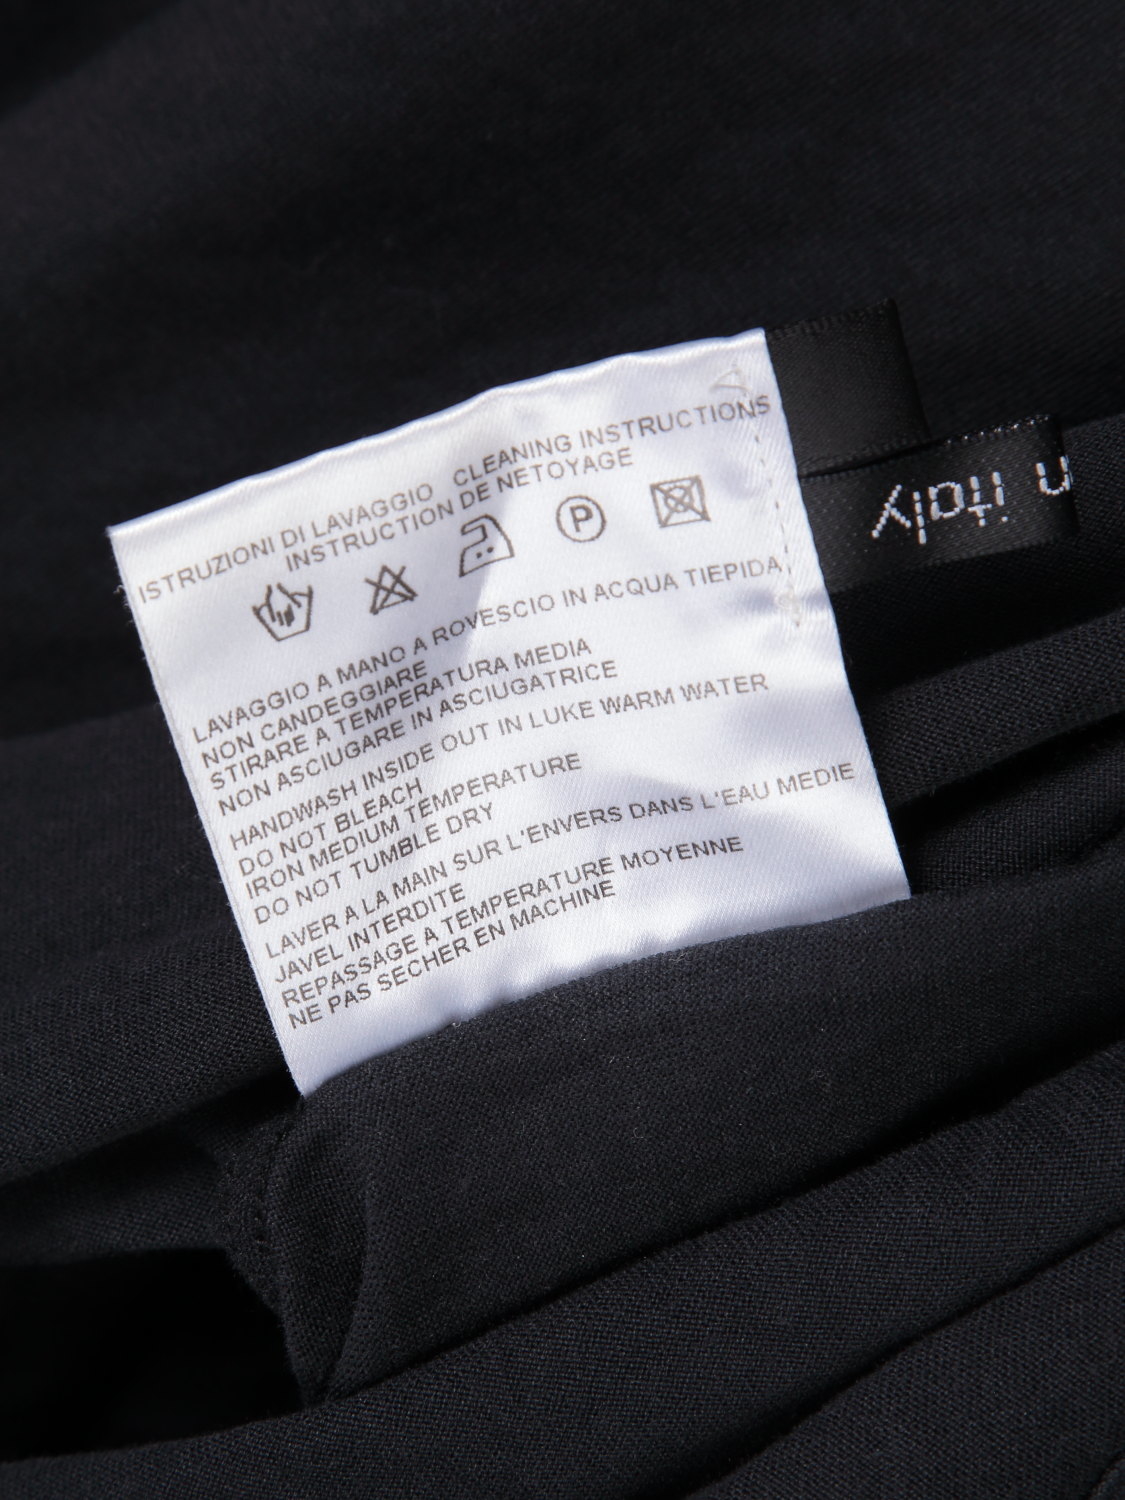 ISTRUZIONI DI LAVAGGIO CLEANING INSTRUCTIONS
INSTRUCTION DE NETOYAGE
P
LAVAGGIO A MANO A ROVESCIO IN ACQUA TIEPIDA
NON CANDEGGIARE
STIRARE A TEMPERATURA MEDIA
NON ASCIUGARE IN ASCIUGATRICE
HANDWASH INSIDE OUT IN LUKE WARM WATER
DO NOT BLEACH
IRON MEDIUM TEMPERATURE
DO NOT TUMBLE DRY
LAVER A LA MAIN SUR L'ENVERS DANS L'EAU MEDIE
JAVEL INTERDITE
REPASSAGE A TEMPERATURE MOYENNE
NE PAS SECHER EN MACHINE
italy